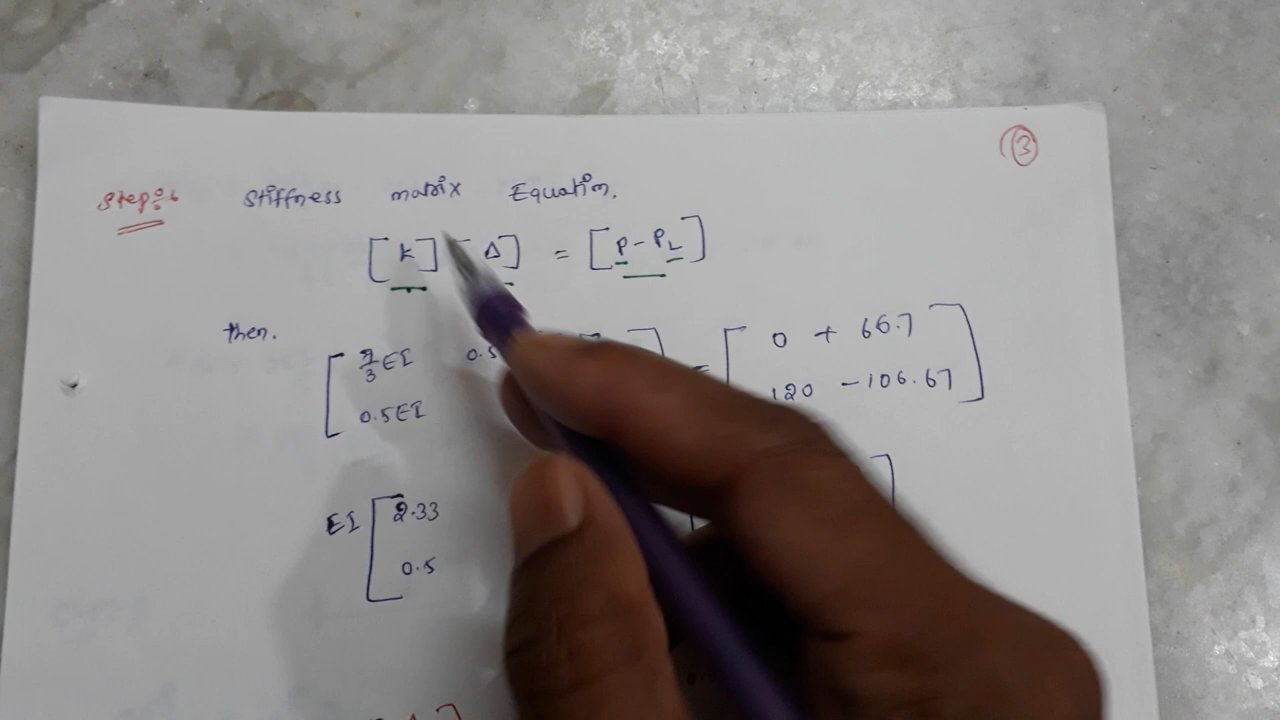 3
Step:6 Stiffness matrix Equation.
[K] [Δ] = [P-PL]
then.
[7/3EI 0.5 = [0 + 66.7]
0.5EI 120 -106.67]
EI [2.33
0.5